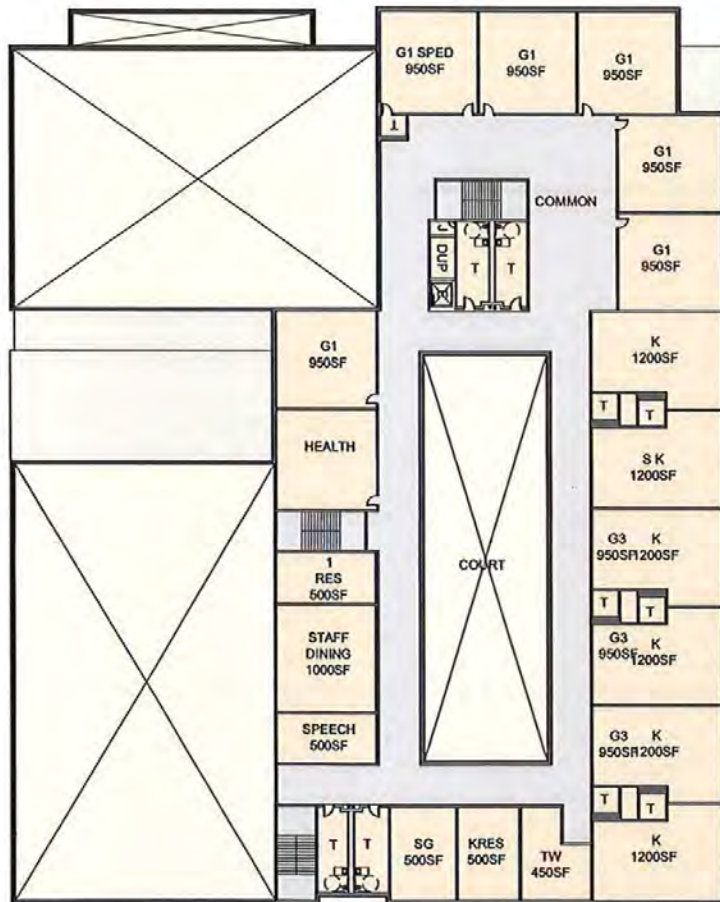 G1 SPED
950SF
G1
950SF
G1
950SF
T
G1
950SF
COMMON
J
DUP
T
T
G1
950SF
G1
950SF
K
1200SF
T
T
HEALTH
S K
1200SF
G3 K
950SF 1200SF
COURT
1
RES
500SF
T
T
STAFF
DINING
1000SF
G3 K
950SF 1200SF
SPEECH
500SF
G3 K
950SF 1200SF
T
T
T
T
SG
500SF
KRES
500SF
TW
450SF
K
1200SF